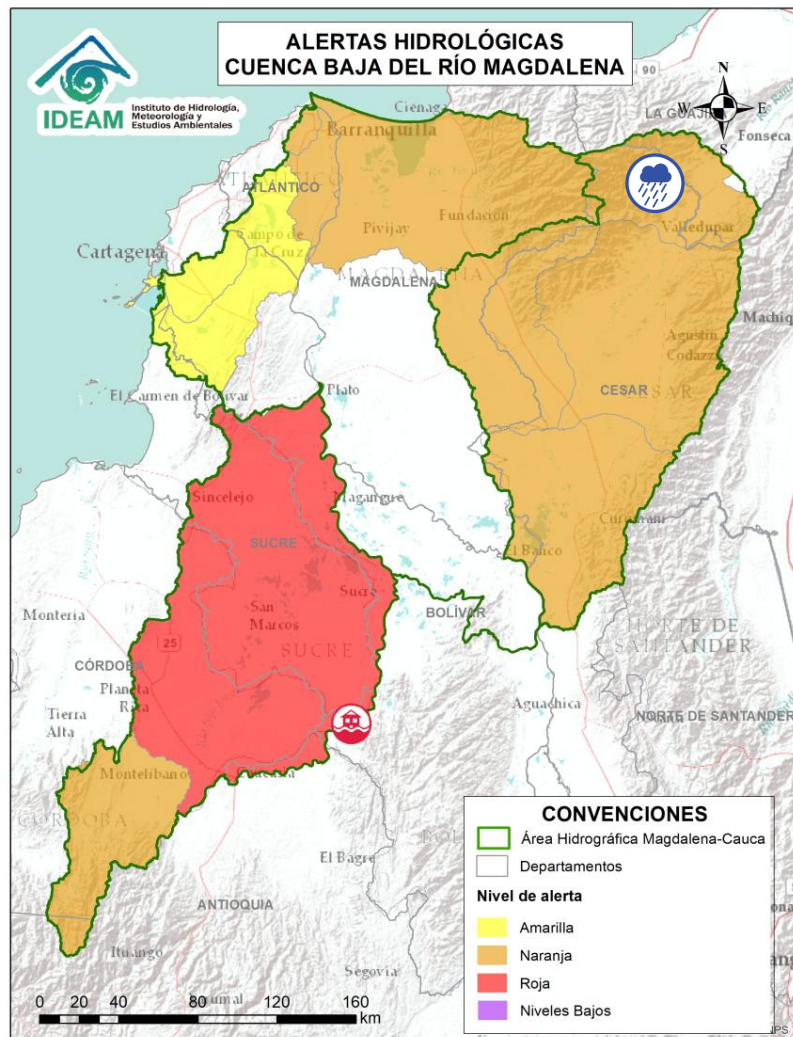 ALERTAS HIDROLÓGICAS
CUENCA BAJA DEL RÍO MAGDALENA
IDEAM
Instituto de Hidrología,
Meteorología y
Estudios Ambientales
90
N
W
E
S
LA GUAJIRA
Fonseca
Ciénaga
Barranquilla
ATLÁNTICO
Cartagena
Campo de
la Cruz
Pivijay
Fundación
Valledupar
MAGDALENA
MAGDALENA
Agustín
Codazzi
CESAR
El Carmen de Bolívar
Plato
Sincelejo
Magangue
SUCRE
El Banco
Sucre
San
Marcos
BOLÍVAR
SUCRE
Montería
25
CÓRDOBA
Planeta
Rica
Tierra
Alta
NORTE DE
SANTANDER
Aguachica
NORTE DE SANTANDER
Montelíbano
CÓRDOBA
El Bagre
ANTIOQUIA
Ituango
Segovia
CONVENCIONES
Área Hidrográfica Magdalena-Cauca
Departamentos
Nivel de alerta
Amarilla
Naranja
Roja
Niveles Bajos
0 20 40 80 120 160
km